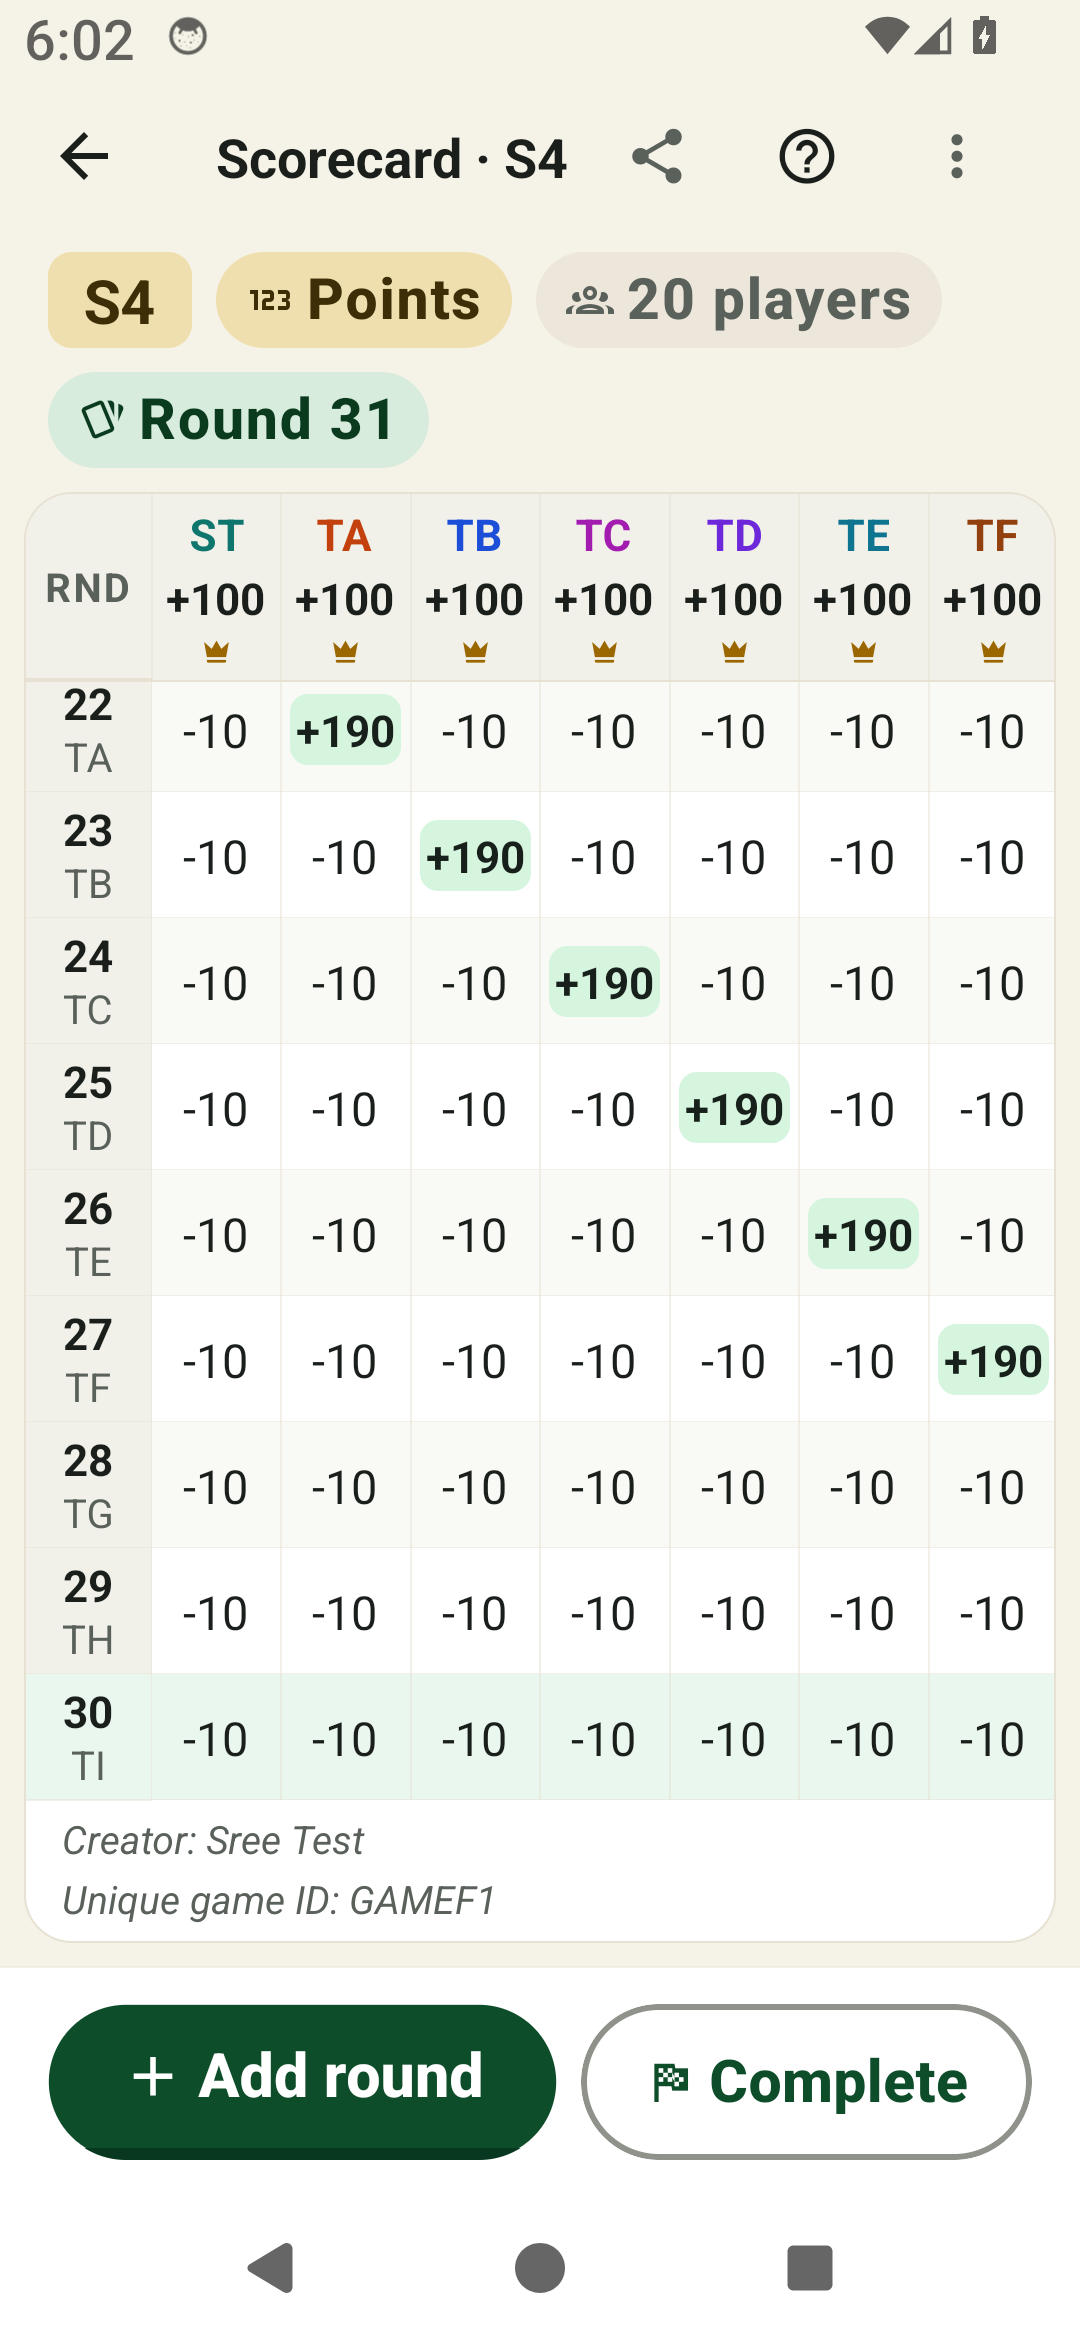 6:02
Scorecard · S4
S4
123 Points
20 players
Round 31
RND ST TA TB TC TD TE TF
+100 +100 +100 +100 +100 +100 +100
22 TA -10 +190 -10 -10 -10 -10 -10
23 TB -10 -10 +190 -10 -10 -10 -10
24 TC -10 -10 -10 +190 -10 -10 -10
25 TD -10 -10 -10 -10 +190 -10 -10
26 TE -10 -10 -10 -10 -10 +190 -10
27 TF -10 -10 -10 -10 -10 -10 +190
28 TG -10 -10 -10 -10 -10 -10 -10
29 TH -10 -10 -10 -10 -10 -10 -10
30 TI -10 -10 -10 -10 -10 -10 -10
Creator: Sree Test
Unique game ID: GAMEF1
+ Add round
Complete